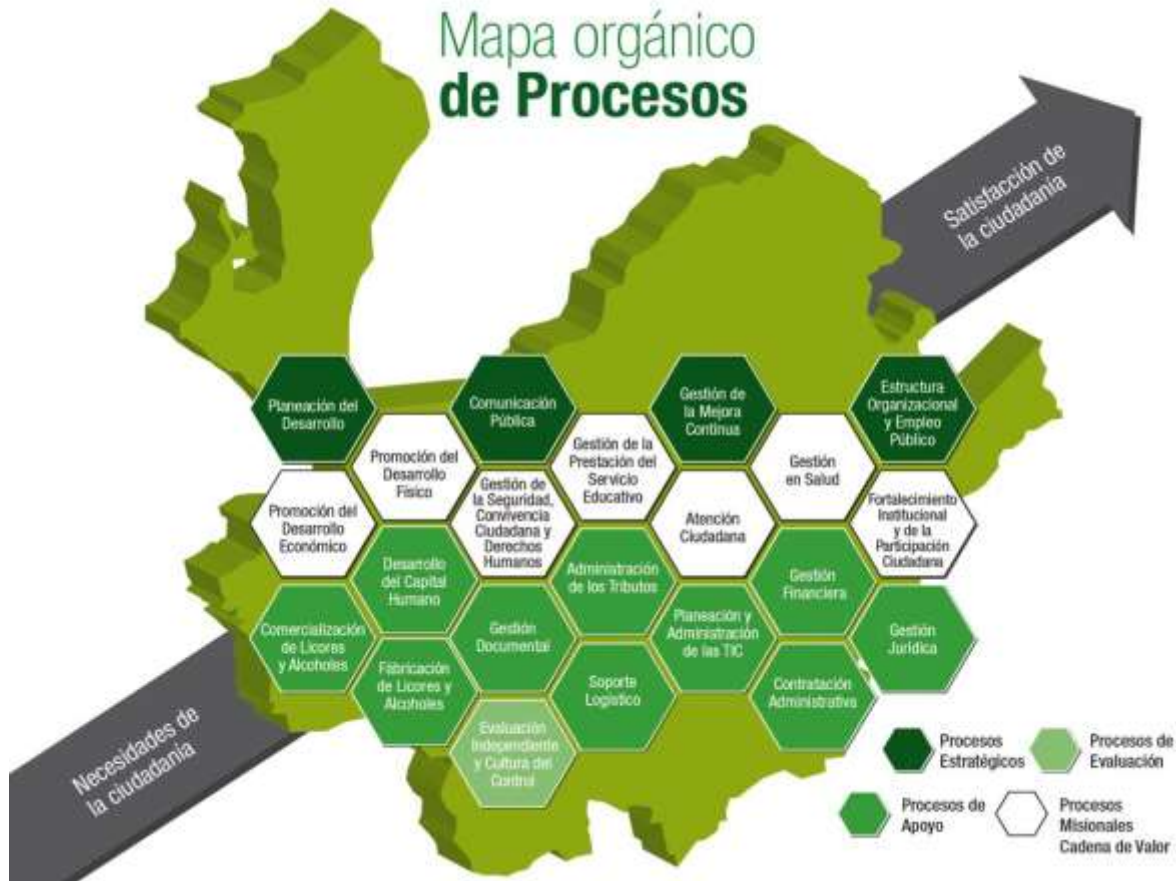 Mapa orgánico
de Procesos
Satisfacción de
la ciudadanía
Planeación del
Desarrollo
Comunicación
Pública
Gestión de
la Mejora
Continua
Estructura
Organizacional
y Empleo
Público
Promoción del
Desarrollo
Físico
Gestión de la
Prestación del
Servicio
Educativo
Gestión
en Salud
Promoción del
Desarrollo
Económico
Gestión de
la Seguridad,
Convivencia
Ciudadana y
Derechos
Humanos
Atención
Ciudadana
Fortalecimiento
Institucional
y de la
Participación
Ciudadana
Desarrollo
del Capital
Humano
Administración
de los Tributos
Gestión
Financiera
Comercialización
de Licores
y Alcoholes
Gestión
Documental
Planeación y
Administración
de las TIC
Gestión
Jurídica
Fabricación
de Licores y
Alcoholes
Soporte
Logístico
Contratación
Administrativa
Evaluación
Independiente
y Cultura del
Control
Necesidades de
la ciudadanía
Procesos
Estratégicos
Procesos de
Evaluación
Procesos de
Apoyo
Procesos
Misionales
Cadena de Valor